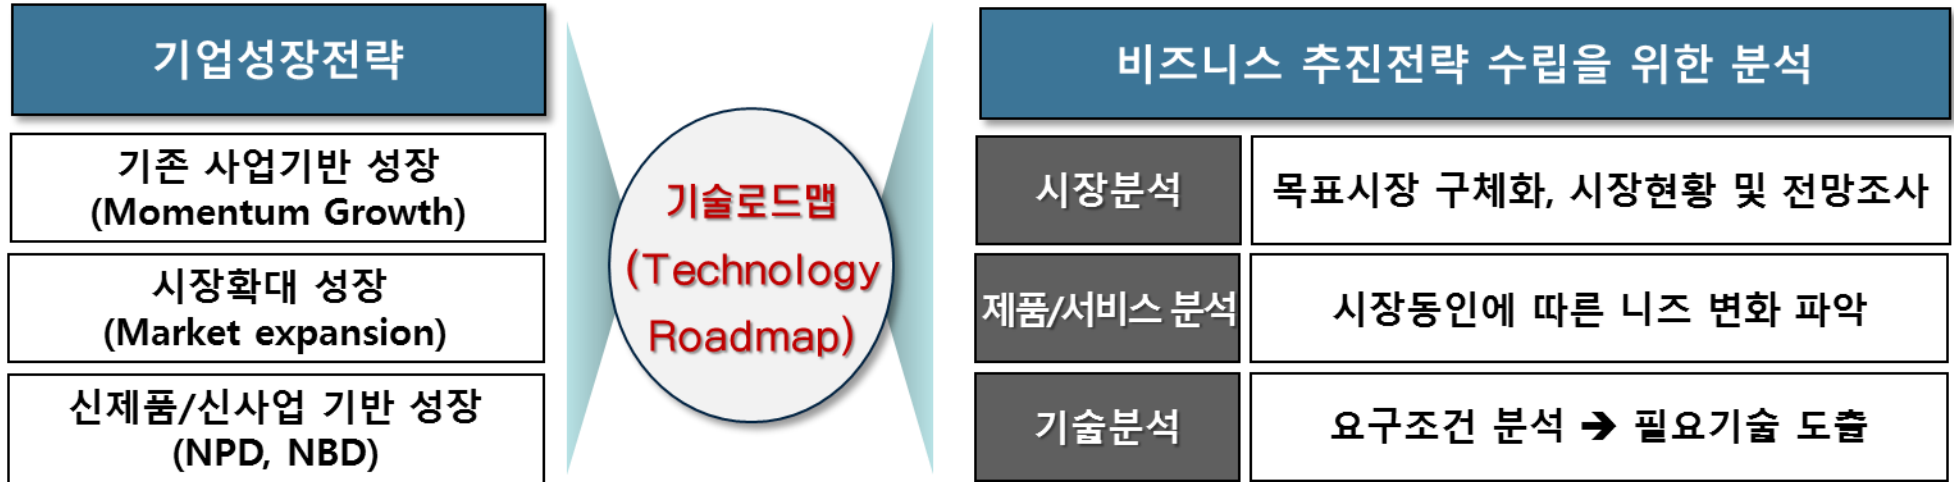 기업성장전략
기존 사업기반 성장
(Momentum Growth)
시장확대 성장
(Market expansion)
신제품/신사업 기반 성장
(NPD, NBD)
기술로드맵
(Technology
Roadmap)
비즈니스 추진전략 수립을 위한 분석
시장분석
목표시장 구체화, 시장현황 및 전망조사
제품/서비스 분석
시장동인에 따른 니즈 변화 파악
기술분석
요구조건 분석 ➔ 필요기술 도출